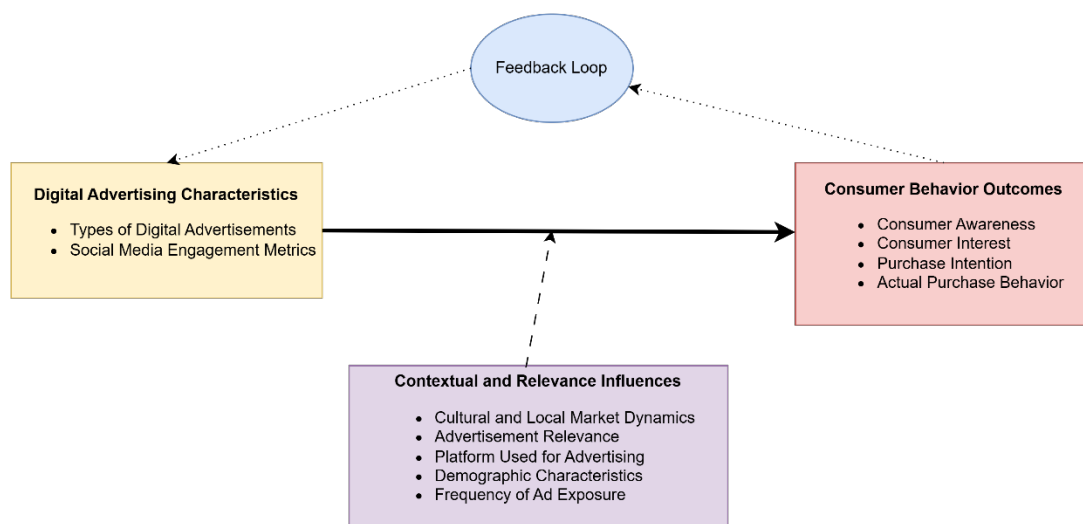 Feedback Loop
Digital Advertising Characteristics
Types of Digital Advertisements
Social Media Engagement Metrics
Consumer Behavior Outcomes
Consumer Awareness
Consumer Interest
Purchase Intention
Actual Purchase Behavior
Contextual and Relevance Influences
Cultural and Local Market Dynamics
Advertisement Relevance
Platform Used for Advertising
Demographic Characteristics
Frequency of Ad Exposure